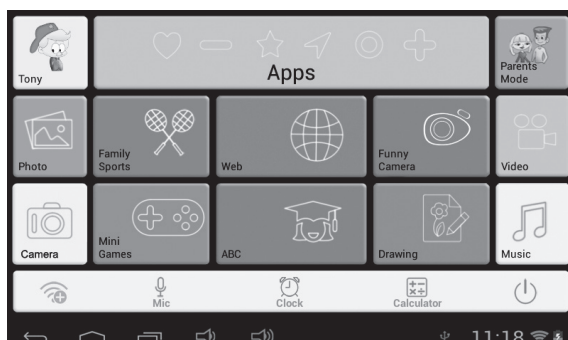 Apps
Tony
Parents
Mode
Photo
Family
Sports
Web
Funny
Camera
Video
Camera
Mini
Games
ABC
Drawing
Music
Mic
Clock
Calculator
11:18